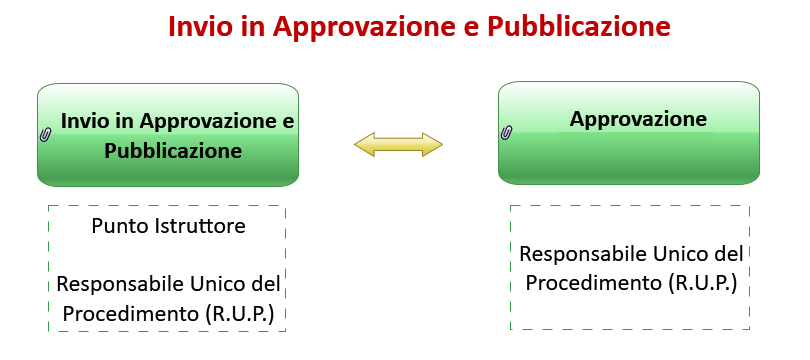 Invio in Approvazione e Pubblicazione
Invio in Approvazione e
Pubblicazione
Approvazione
Punto Istruttore
Responsabile Unico del
Procedimento (R.U.P.)
Responsabile Unico del
Procedimento (R.U.P.)